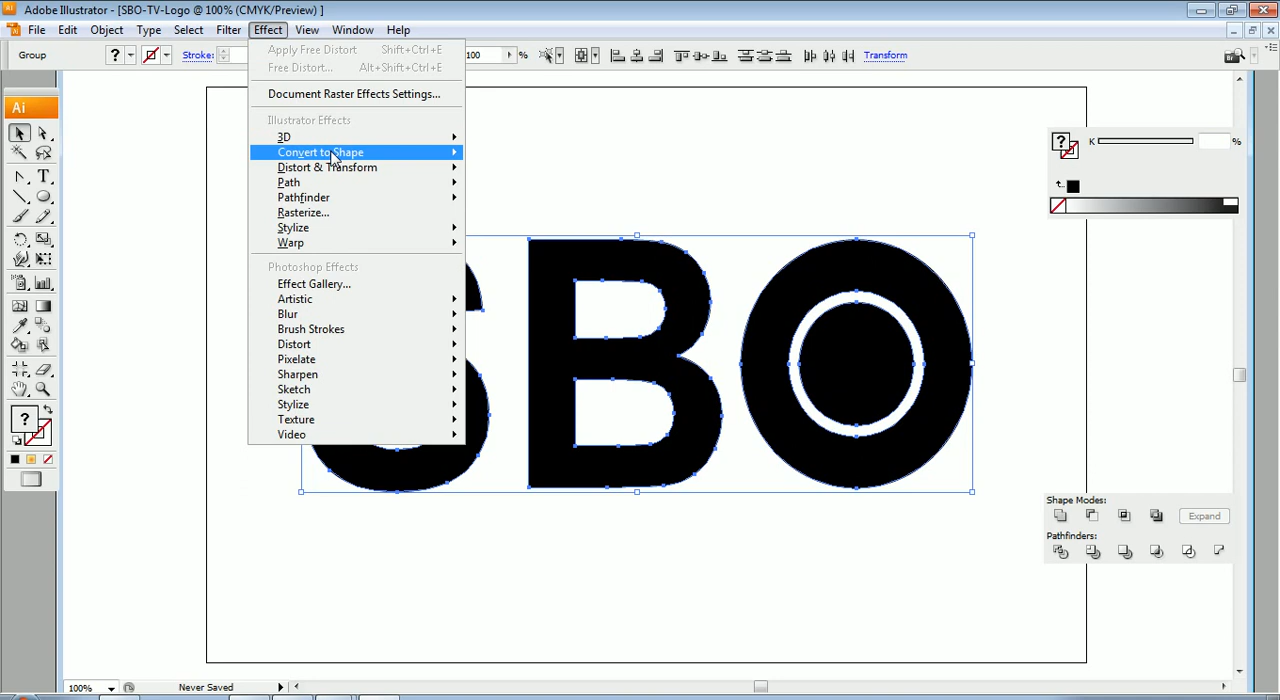 Ai Adobe Illustrator - [SBO-TV-Logo @ 100% (CMYK/Preview) ]
File Edit Object Type Select Filter Effect View Window Help
Group ? Stroke: 100 % Transform
Apply Free Distort Shift+Ctrl+E
Free Distort... Alt+Shift+Ctrl+E
Document Raster Effects Settings...
Illustrator Effects
3D
Convert to Shape
Distort & Transform
Path
Pathfinder
Rasterize...
Stylize
Warp
Photoshop Effects
Effect Gallery...
Artistic
Blur
Brush Strokes
Distort
Pixelate
Sharpen
Sketch
Stylize
Texture
Video
Ai
T
?
SBO
? K %
Shape Modes:
Expand
Pathfinders:
100% Never Saved